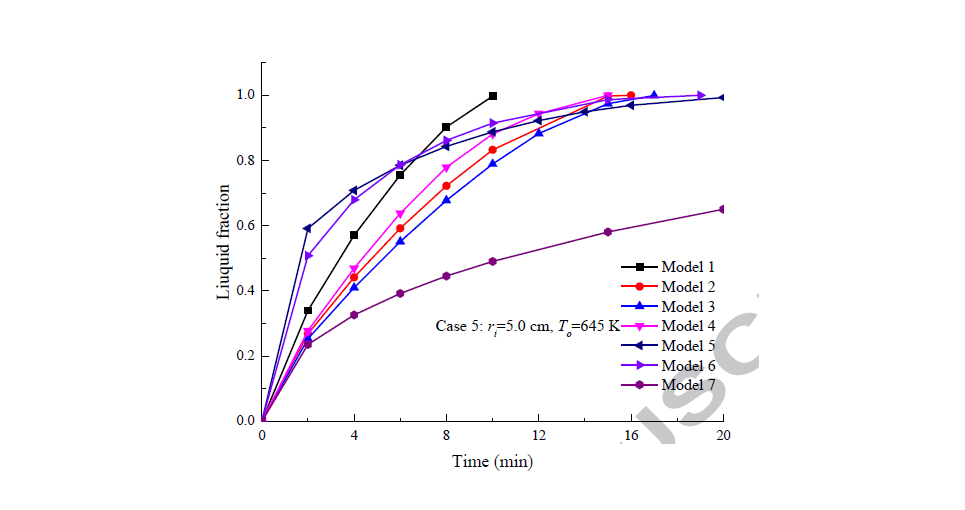 1.0
0.8
0.6
0.4
0.2
0.0
Liuquid fraction
0 4 8 12 16 20
Time (min)
Case 5: rᵢ=5.0 cm, Tₒ=645 K
Model 1
Model 2
Model 3
Model 4
Model 5
Model 6
Model 7